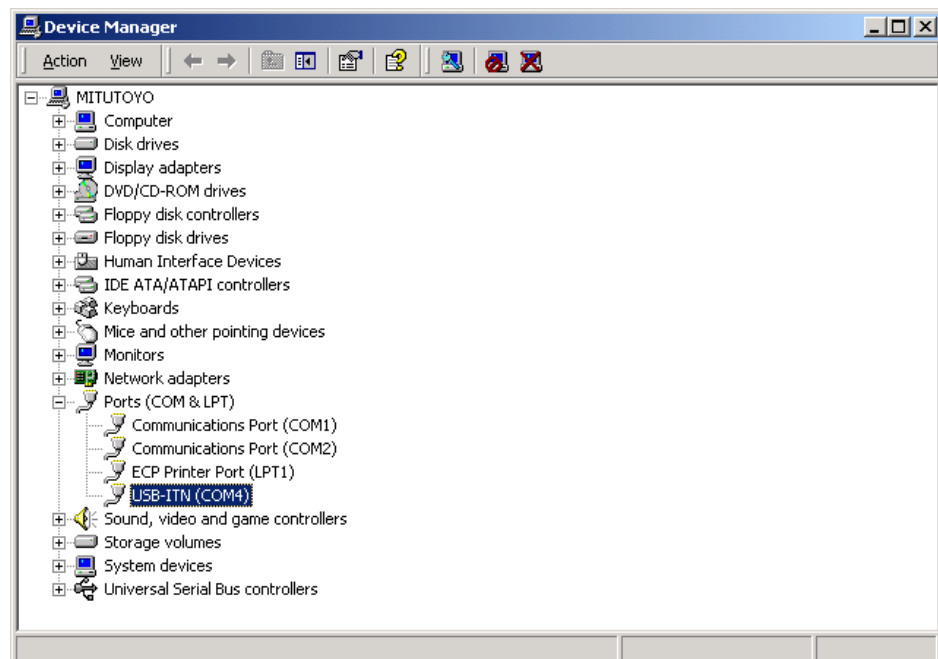 Device Manager
Action View
MITUTOYO
Computer
Disk drives
Display adapters
DVD/CD-ROM drives
Floppy disk controllers
Floppy disk drives
Human Interface Devices
IDE ATA/ATAPI controllers
Keyboards
Mice and other pointing devices
Monitors
Network adapters
Ports (COM & LPT)
Communications Port (COM1)
Communications Port (COM2)
ECP Printer Port (LPT1)
USB-ITN (COM4)
Sound, video and game controllers
Storage volumes
System devices
Universal Serial Bus controllers